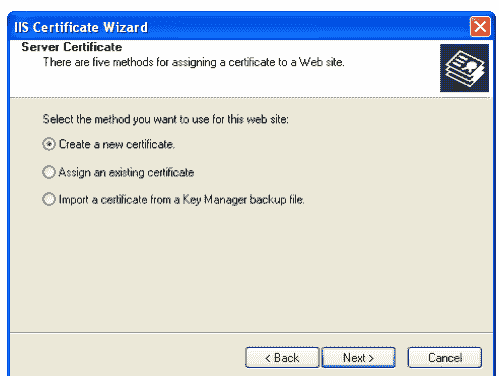 IIS Certificate Wizard
Server Certificate
There are five methods for assigning a certificate to a Web site.
Select the method you want to use for this web site:
Create a new certificate.
Assign an existing certificate
Import a certificate from a Key Manager backup file.
< Back Next > Cancel